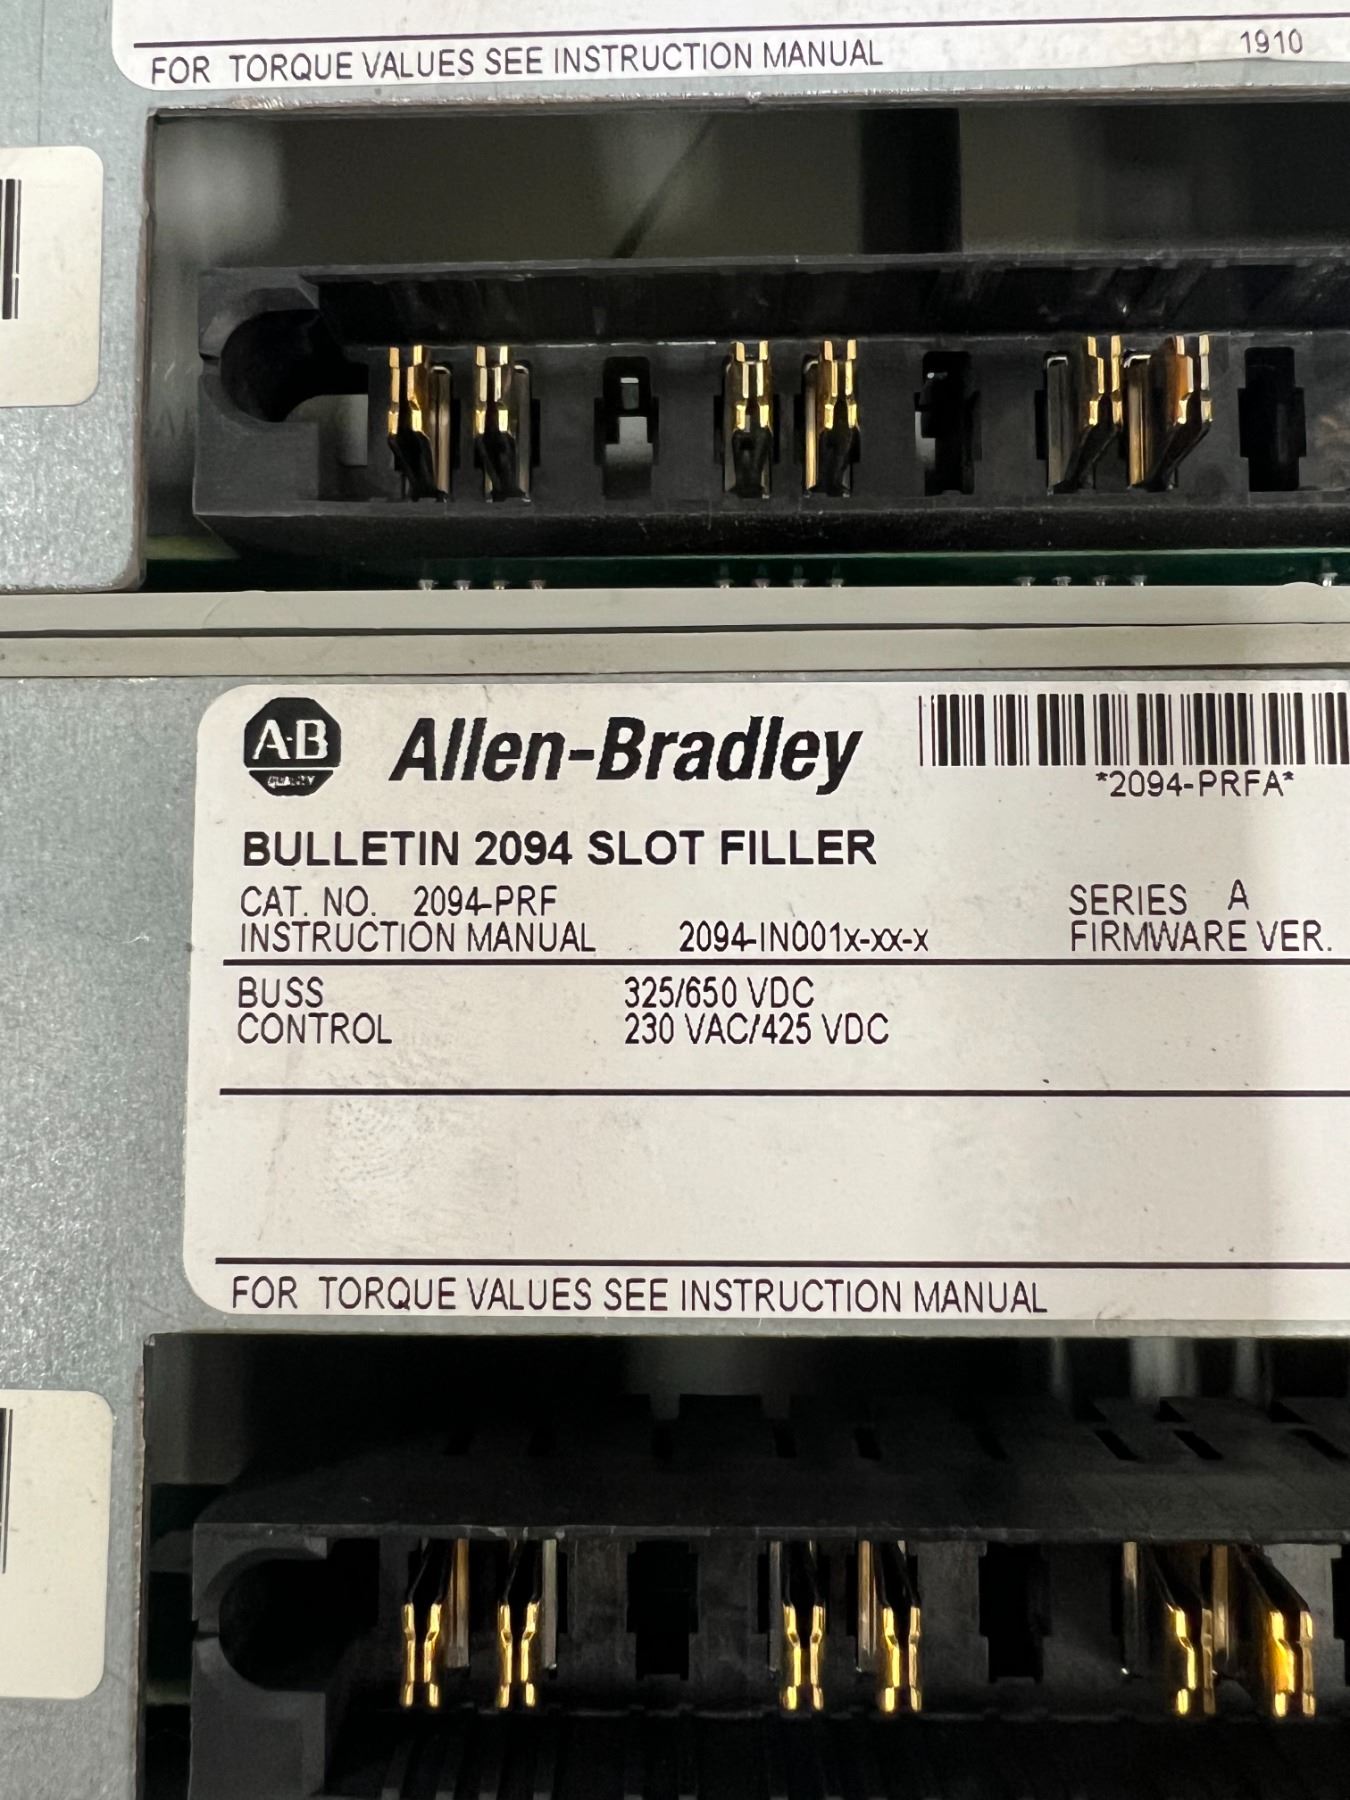 FOR TORQUE VALUES SEE INSTRUCTION MANUAL 1910
A-B
QUALITY
Allen-Bradley
*2094-PRFA*
BULLETIN 2094 SLOT FILLER
CAT. NO. 2094-PRF SERIES A
INSTRUCTION MANUAL 2094-IN001x-xx-x FIRMWARE VER.
BUSS 325/650 VDC
CONTROL 230 VAC/425 VDC
FOR TORQUE VALUES SEE INSTRUCTION MANUAL